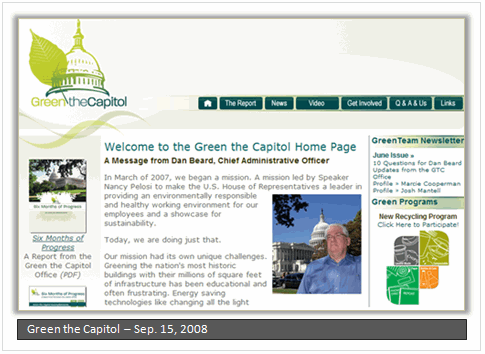 Green the Capitol
The Report
News
Video
Get Involved
Q & A & Us
Links
Six Months of Progress
Six Months of
Progress
A Report from the
Green the Capitol
Office (PDF)
Six Months of Progress
Welcome to the Green the Capitol Home Page
A Message from Dan Beard, Chief Administrative Officer
In March of 2007, we began a mission. A mission led by Speaker
Nancy Pelosi to make the U.S. House of Representatives a leader in
providing an environmentally responsible
and healthy working environment for our
employees and a showcase for
sustainability.
Today, we are doing just that.
Our mission had its own unique challenges.
Greening the nation's most historic
buildings with their millions of square feet
of infrastructure has been educational and
often frustrating. Energy saving
technologies like changing all the light
GreenTeam Newsletter
June Issue »
10 Questions for Dan Beard
Updates from the GTC
Office
Profile » Marcie Cooperman
Profile » Josh Mantell
Green Programs
New Recycling Program
Click Here to Participate!
Green the Capitol – Sep. 15, 2008